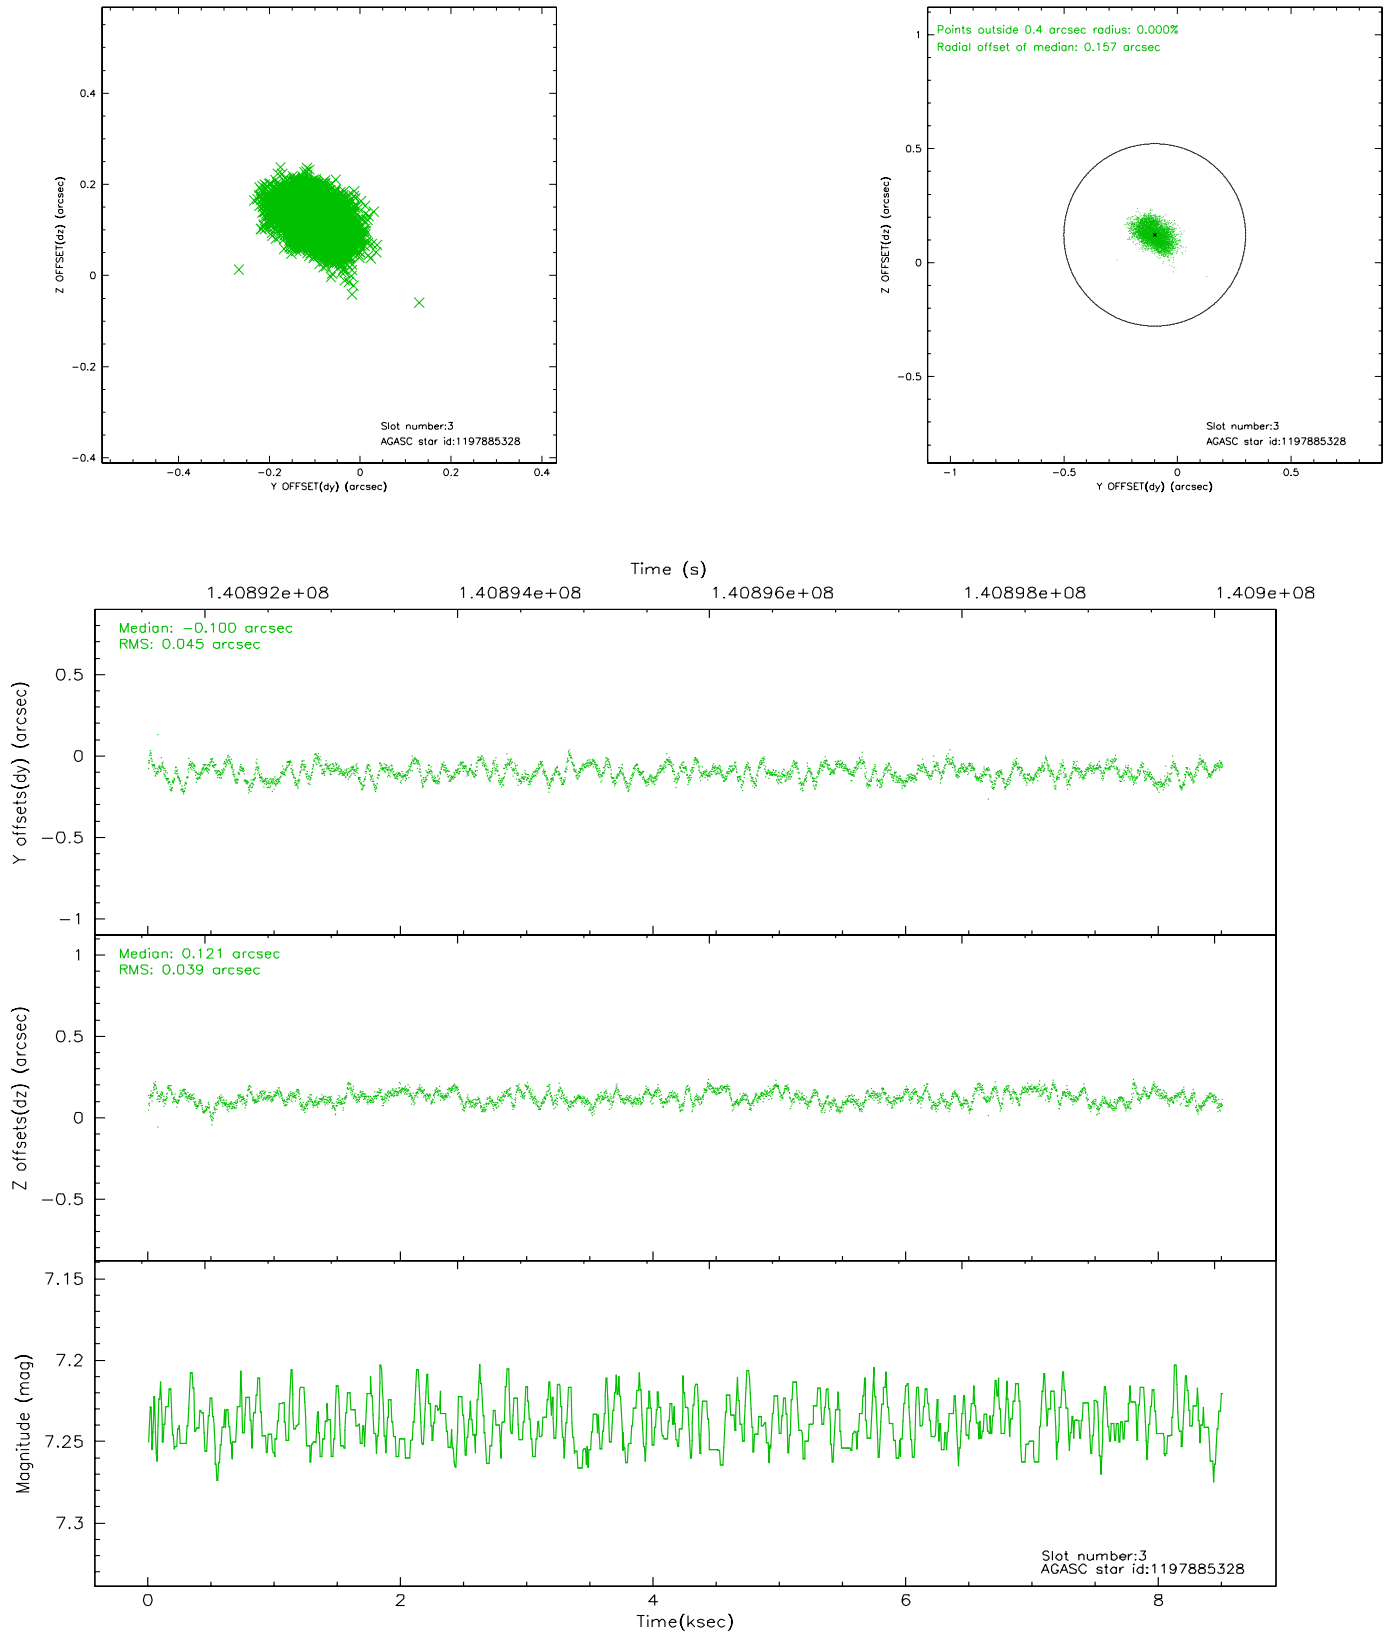 0.4
0.2
0
−0.2
−0.4
Z OFFSET(dz) (arcsec)
Slot number:3
AGASC star id:1197885328
−0.4 −0.2 0 0.2 0.4
Y OFFSET(dy) (arcsec)
Points outside 0.4 arcsec radius: 0.000%
Radial offset of median: 0.157 arcsec
1
0.5
0
−0.5
Z OFFSET(dz) (arcsec)
Slot number:3
AGASC star id:1197885328
−1 −0.5 0 0.5
Y OFFSET(dy) (arcsec)
Time (s)
1.40892e+08 1.40894e+08 1.40896e+08 1.40898e+08 1.409e+08
Median: −0.100 arcsec
RMS: 0.045 arcsec
0.5
0
−0.5
−1
Y offsets(dy) (arcsec)
Median: 0.121 arcsec
RMS: 0.039 arcsec
1
0.5
0
−0.5
Z offsets(dz) (arcsec)
7.15
7.2
7.25
7.3
Magnitude (mag)
Slot number:3
AGASC star id:1197885328
0 2 4 6 8
Time(ksec)